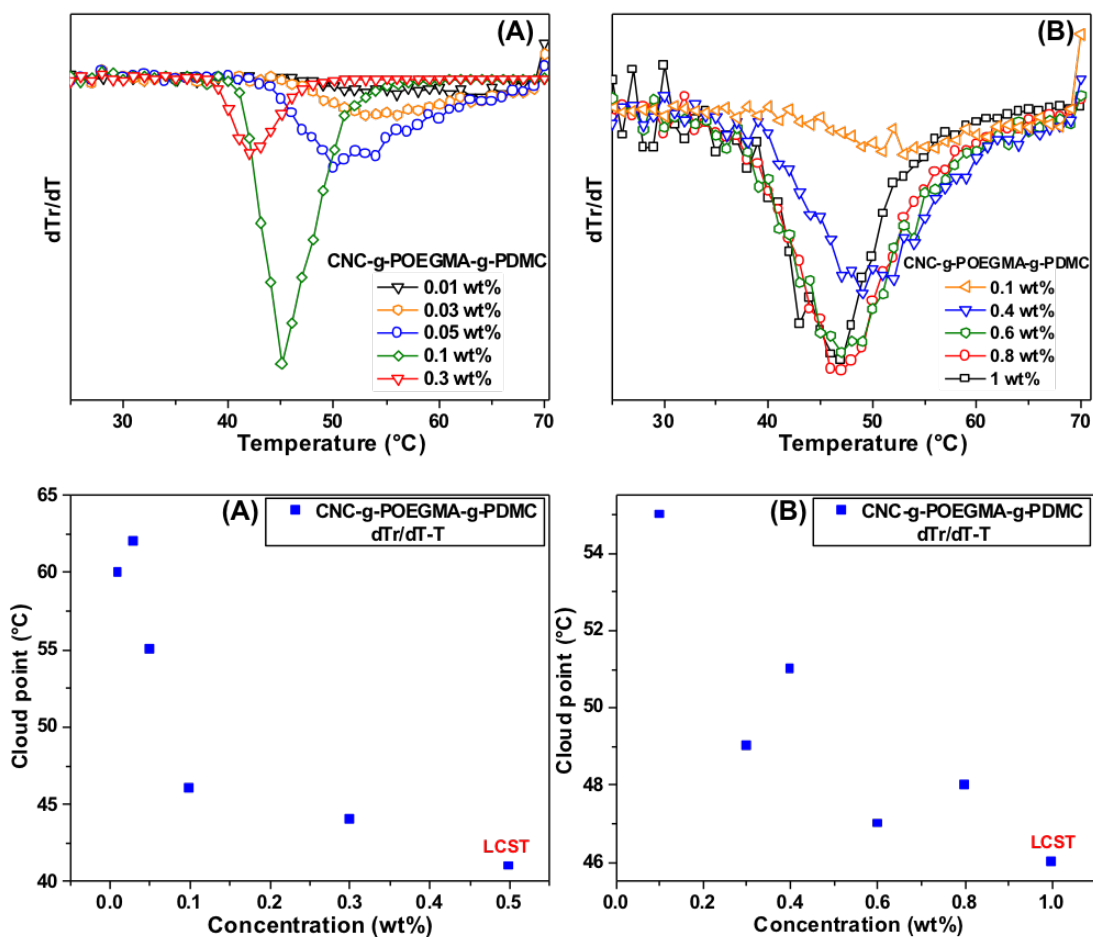 (A)
dTr/dT
CNC-g-POEGMA-g-PDMC
0.01 wt%
0.03 wt%
0.05 wt%
0.1 wt%
0.3 wt%
30 40 50 60 70
Temperature (°C)
(B)
dTr/dT
CNC-g-POEGMA-g-PDMC
0.1 wt%
0.4 wt%
0.6 wt%
0.8 wt%
1 wt%
30 40 50 60 70
Temperature (°C)
(A)
CNC-g-POEGMA-g-PDMC
dTr/dT-T
65
60
55
50
45
40
Cloud point (°C)
LCST
0.0 0.1 0.2 0.3 0.4 0.5
Concentration (wt%)
(B)
CNC-g-POEGMA-g-PDMC
dTr/dT-T
54
52
50
48
46
Cloud point (°C)
LCST
0.0 0.2 0.4 0.6 0.8 1.0
Concentration (wt%)